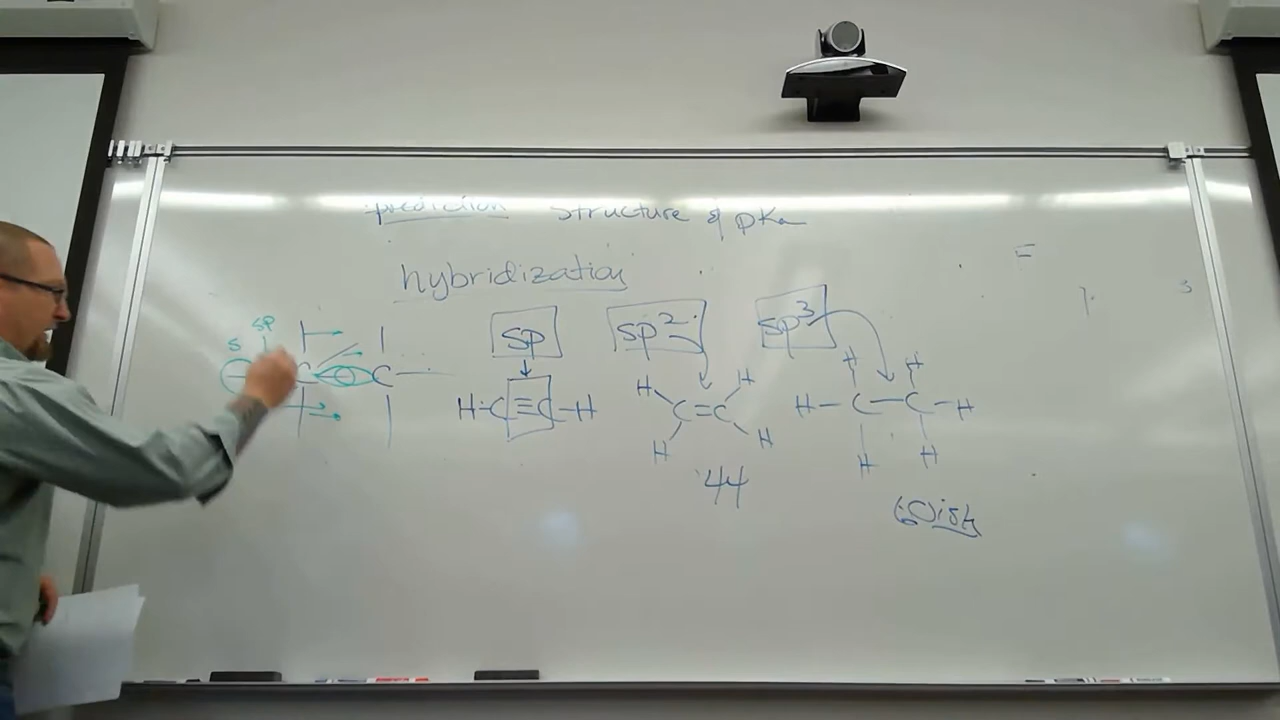 prediction structure & pKa
hybridization
s sp C C
sp sp2 sp3
H-C≡C-H
H H C=C H H
H H H-C-C-H H H
44
60ish